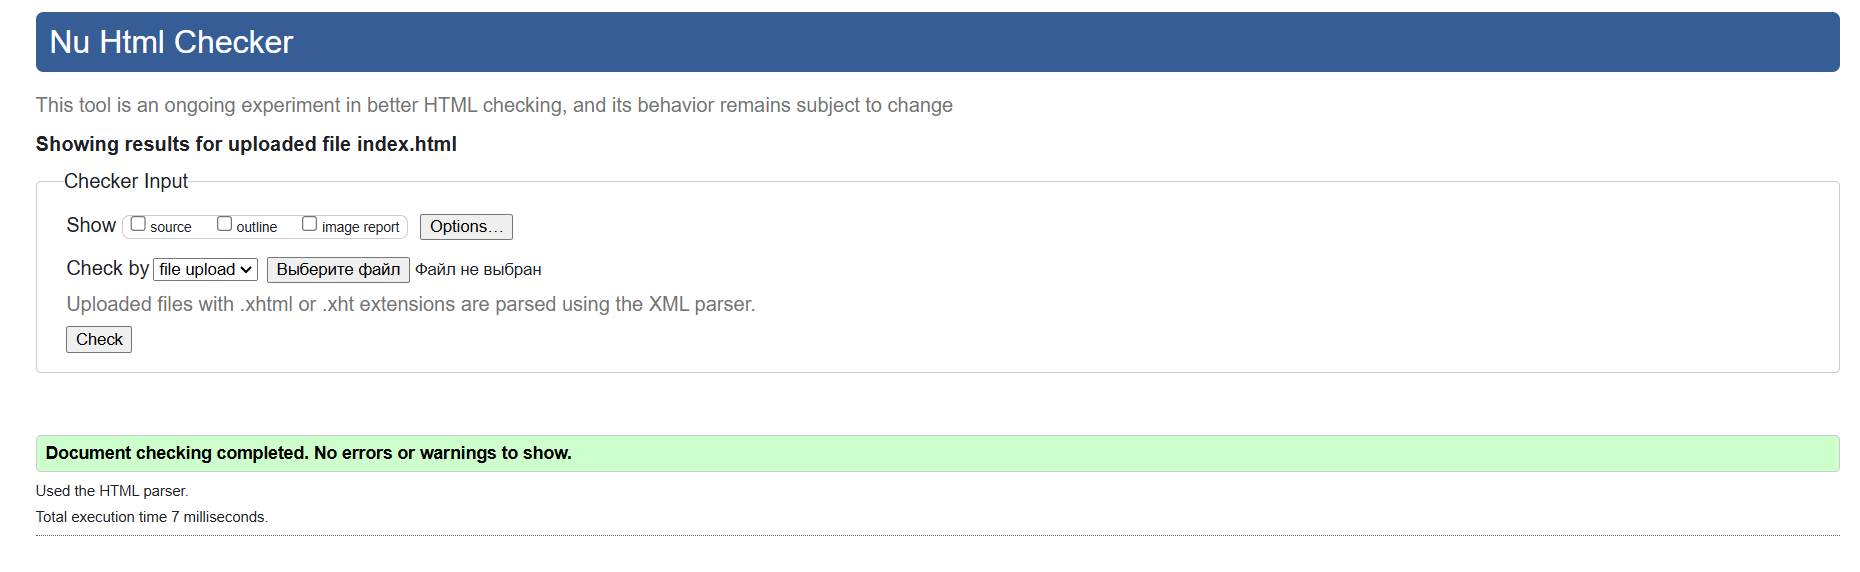 Nu Html Checker
This tool is an ongoing experiment in better HTML checking, and its behavior remains subject to change
Showing results for uploaded file index.html
Checker Input
Show source outline image report Options…
Check by file upload Выберите файл Файл не выбран
Uploaded files with .xhtml or .xht extensions are parsed using the XML parser.
Check
Document checking completed. No errors or warnings to show.
Used the HTML parser.
Total execution time 7 milliseconds.